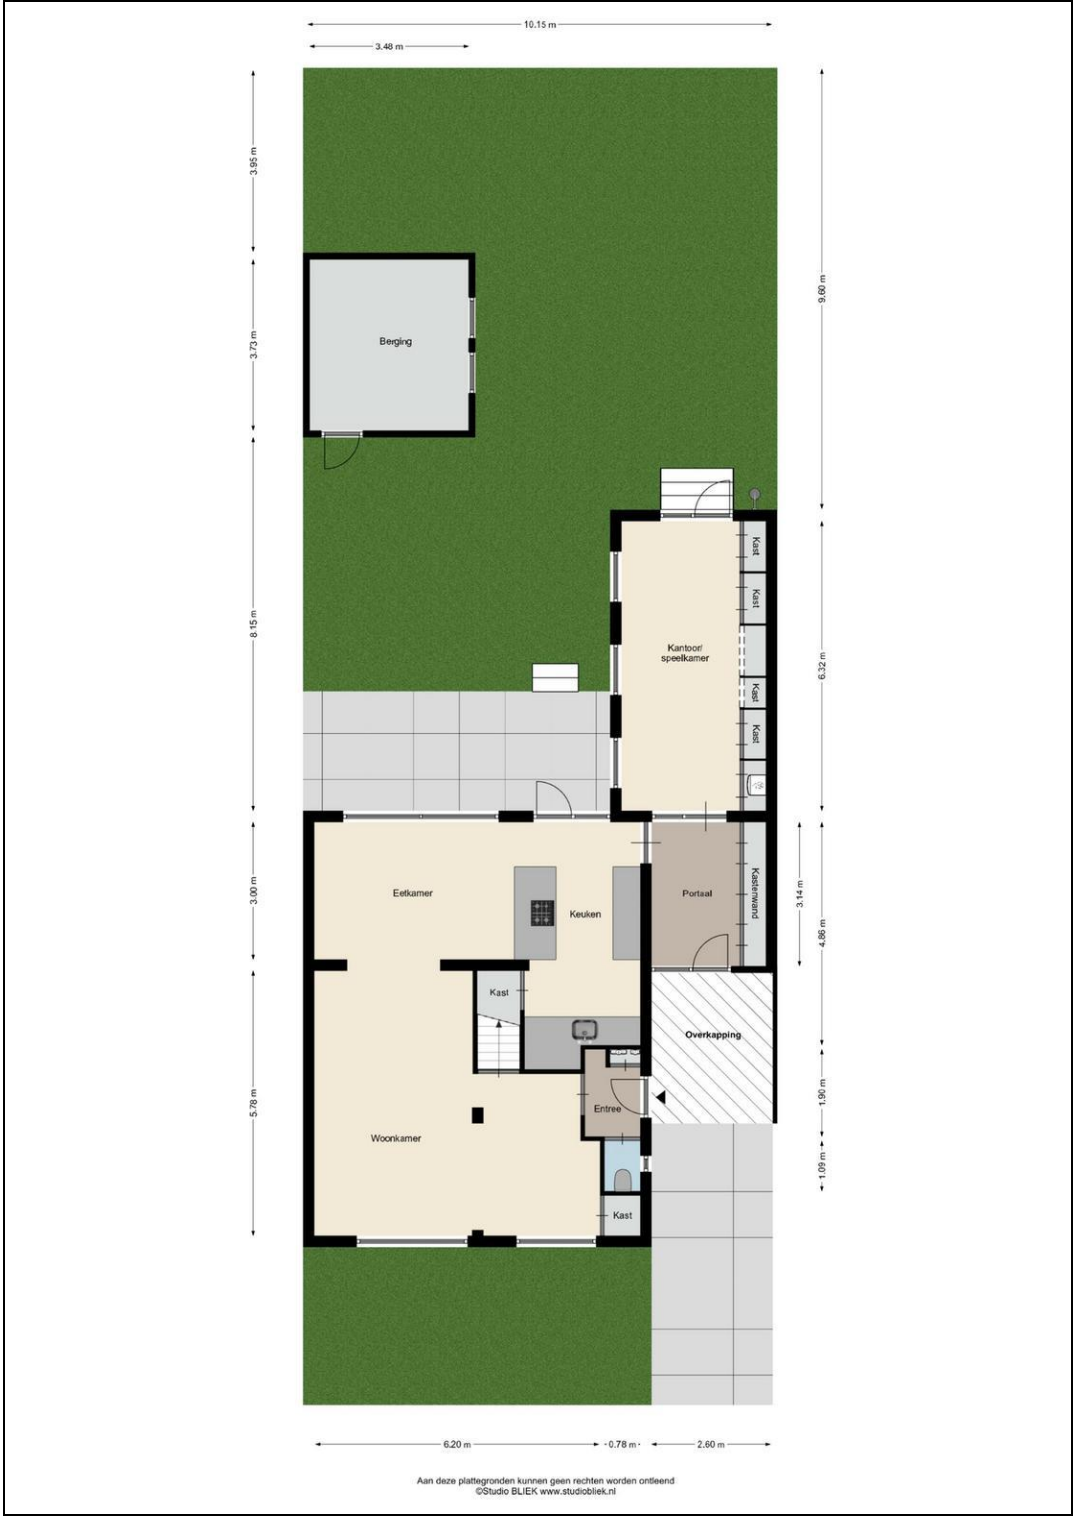 10.15 m
3.48 m
3.95 m
9.60 m
3.73 m
Berging
8.15 m
Kast
Kast
Kantoor/
speelkamer
6.32 m
Kast
Kast
3.00 m
Eetkamer
Keuken
Portaal
Kastenwand
3.14 m
4.86 m
Kast
Overkapping
5.78 m
1.90 m
Entree
Woonkamer
1.09 m
Kast
6.20 m
0.78 m
2.60 m
Aan deze plattegronden kunnen geen rechten worden ontleend
©Studio BLIEK www.studiobliek.nl